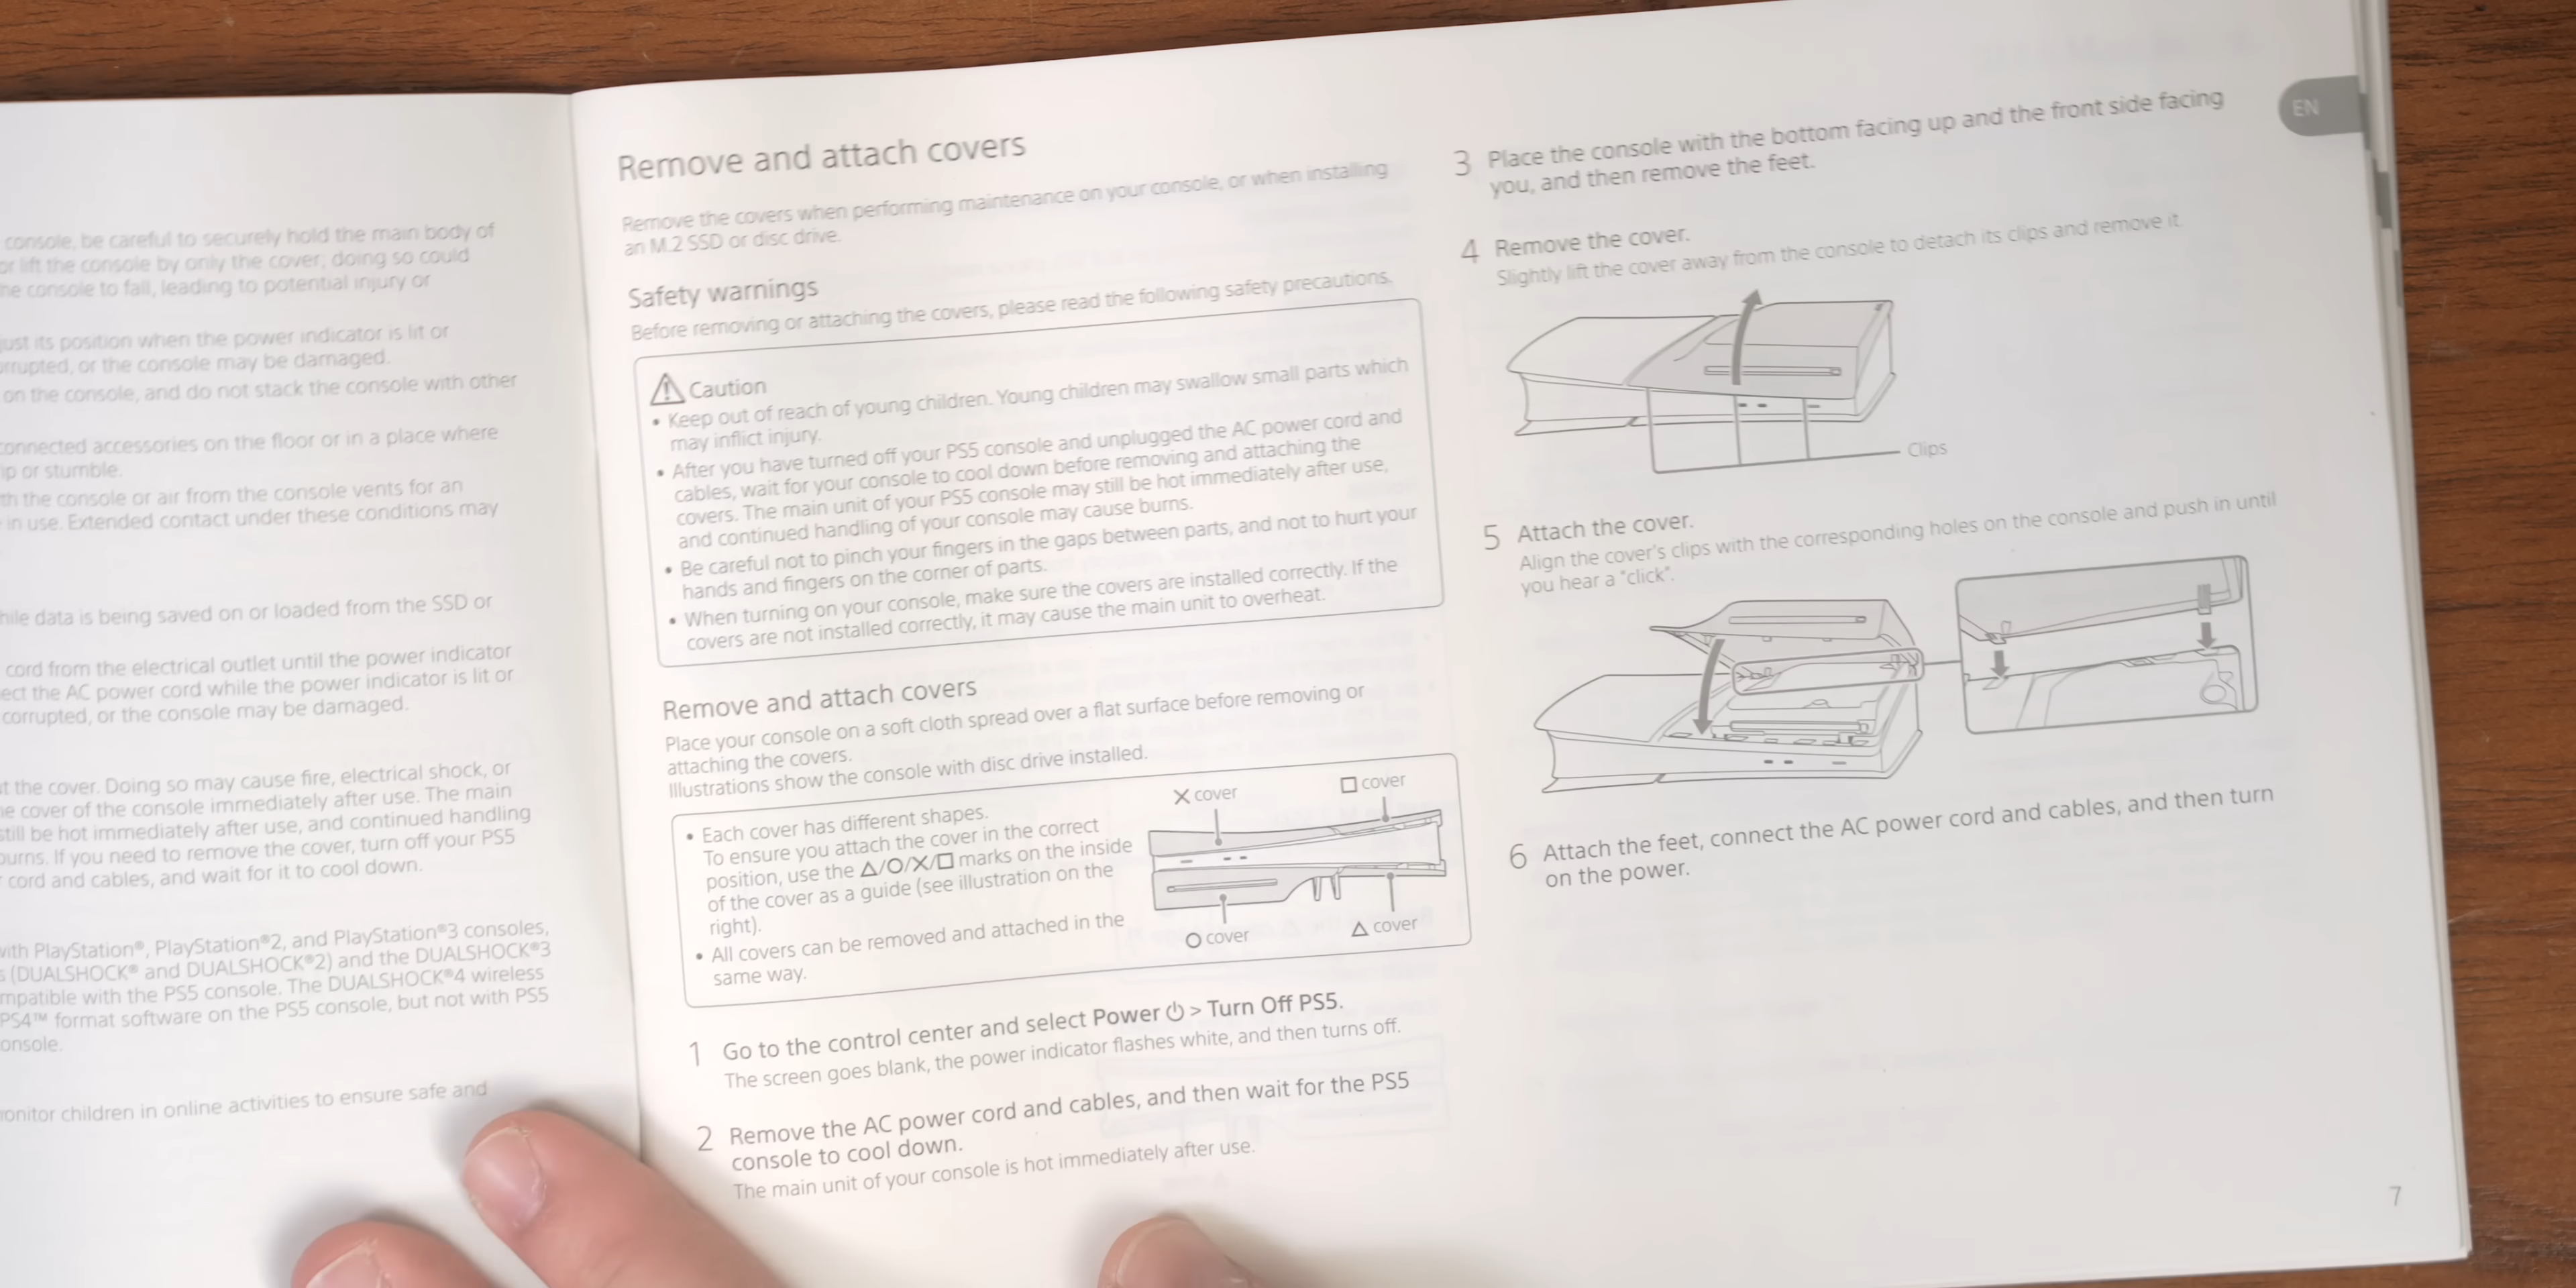 console, be careful to securely hold the main body of
or lift the console by only the cover; doing so could
console to fall, leading to potential injury or
just its position when the power indicator is lit or
or the console may be damaged.
on the console, and do not stack the console with other
connected accessories on the floor or in a place where
or stumble.
the console or air from the console vents for an
in use. Extended contact under these conditions may
data is being saved on or loaded from the SSD or
cord from the electrical outlet until the power indicator
the AC power cord while the power indicator is lit or
corrupted, or the console may be damaged.
the cover. Doing so may cause fire, electrical shock, or
cover of the console immediately after use. The main
still be hot immediately after use, and continued handling
burns. If you need to remove the cover, turn off your PS5
cord and cables, and wait for it to cool down.
with PlayStation®, PlayStation®2, and PlayStation®3 consoles,
(DUALSHOCK® and DUALSHOCK®2) and the DUALSHOCK®3
with the PS5 console. The DUALSHOCK®4 wireless
PS4™ format software on the PS5 console, but not with PS5
onsole.
children in online activities to ensure safe and
Remove and attach covers
Remove the covers when performing maintenance on your console, or when installing
an M.2 SSD or disc drive.
Safety warnings
Before removing or attaching the covers, please read the following safety precautions.
Caution
• Keep out of reach of young children. Young children may swallow small parts which
may inflict injury.
• After you have turned off your PS5 console and unplugged the AC power cord and
cables, wait for your console to cool down before removing and attaching the
covers. The main unit of your PS5 console may still be hot immediately after use,
and continued handling of your console may cause burns.
• Be careful not to pinch your fingers in the gaps between parts, and not to hurt your
hands and fingers on the corner of parts.
• When turning on your console, make sure the covers are installed correctly. If the
covers are not installed correctly, it may cause the main unit to overheat.
Remove and attach covers
Place your console on a soft cloth spread over a flat surface before removing or
attaching the covers.
Illustrations show the console with disc drive installed.
• Each cover has different shapes.
To ensure you attach the cover in the correct
position, use the △/○/✕/□ marks on the inside
of the cover as a guide (see illustration on the
right).
• All covers can be removed and attached in the
same way.
✕ cover
□ cover
○ cover
△ cover
1 Go to the control center and select Power ⏻ > Turn Off PS5.
The screen goes blank, the power indicator flashes white, and then turns off.
2 Remove the AC power cord and cables, and then wait for the PS5
console to cool down.
The main unit of your console is hot immediately after use.
3 Place the console with the bottom facing up and the front side facing
you, and then remove the feet.
4 Remove the cover.
Slightly lift the cover away from the console to detach its clips and remove it.
Clips
5 Attach the cover.
Align the cover's clips with the corresponding holes on the console and push in until
you hear a "click".
6 Attach the feet, connect the AC power cord and cables, and then turn
on the power.
EN
7